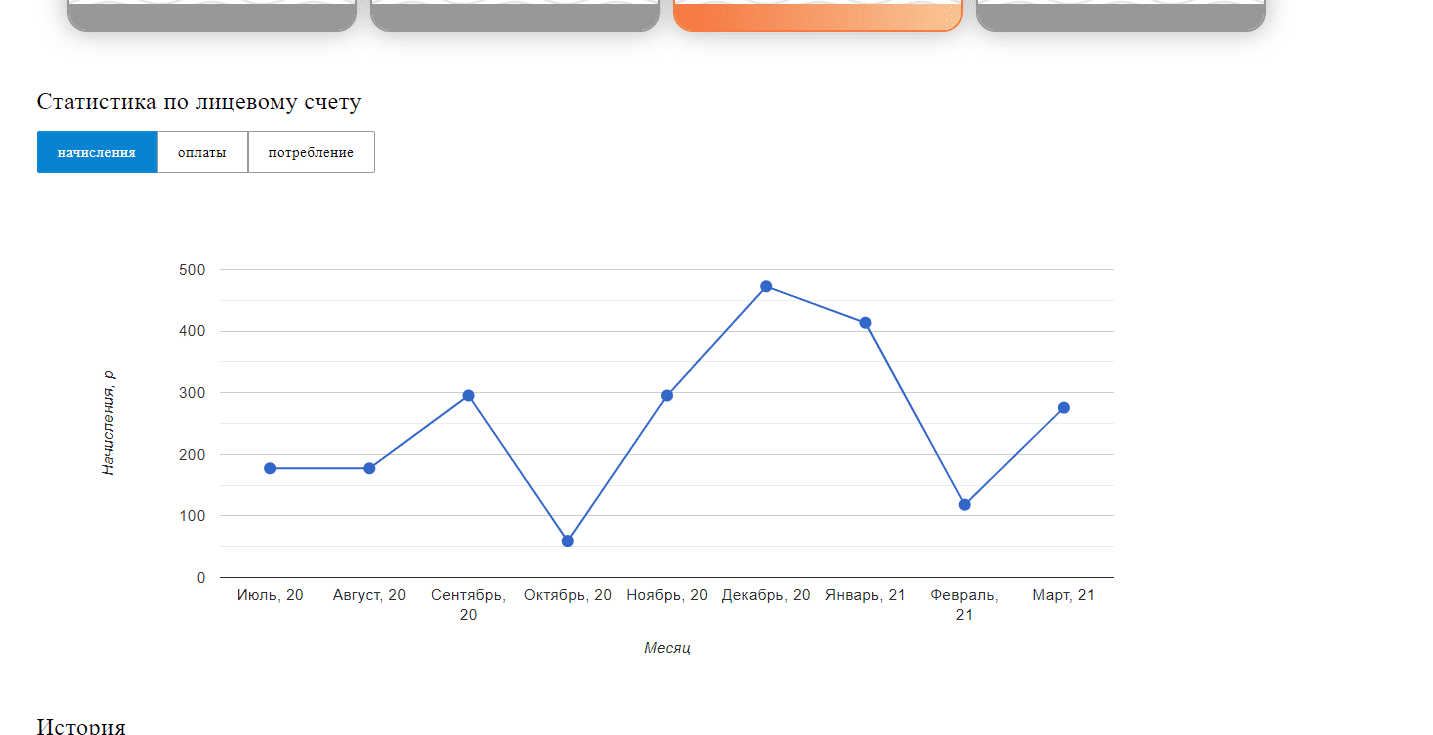 Статистика по лицевому счету
начисления
оплаты
потребление
500
400
300
200
100
0
Начисления, р
Июль, 20
Август, 20
Сентябрь,
20
Октябрь, 20
Ноябрь, 20
Декабрь, 20
Январь, 21
Февраль,
21
Март, 21
Месяц
История